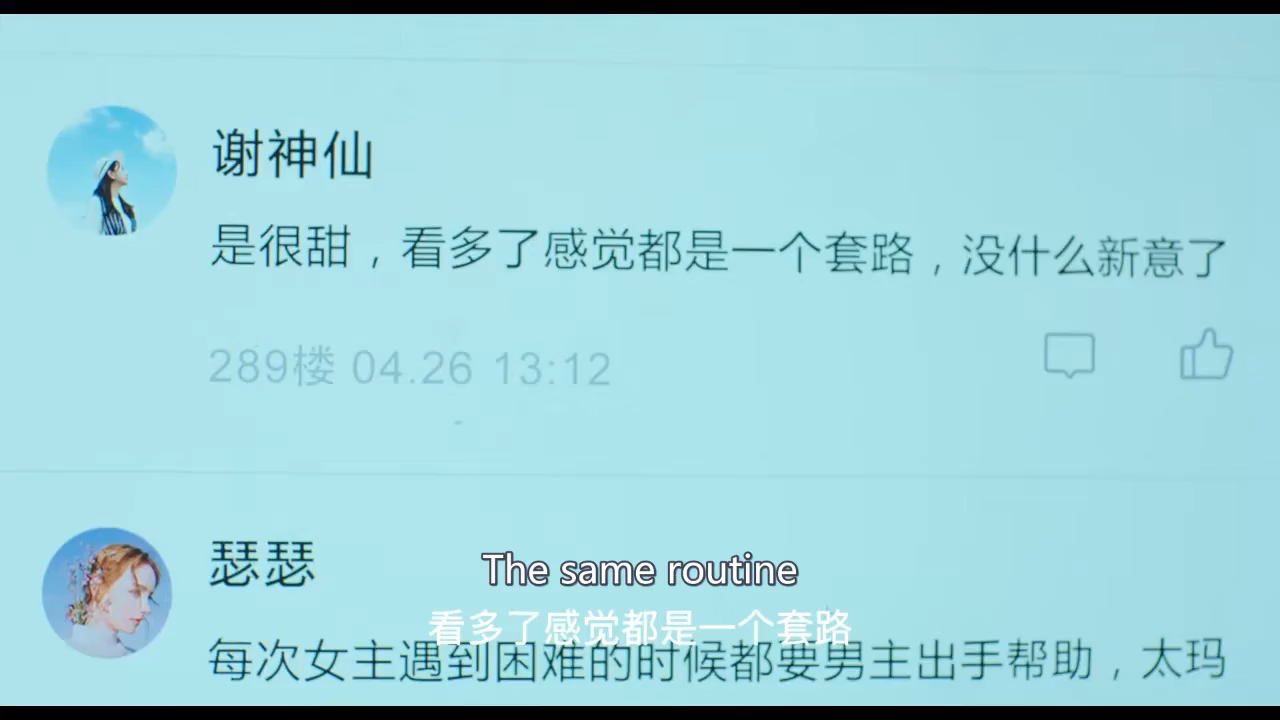 谢神仙
是很甜，看多了感觉都是一个套路，没什么新意了
289楼 04.26 13:12
瑟瑟
The same routine
看多了感觉都是一个套路
每次女主遇到困难的时候都要男主出手帮助，太玛